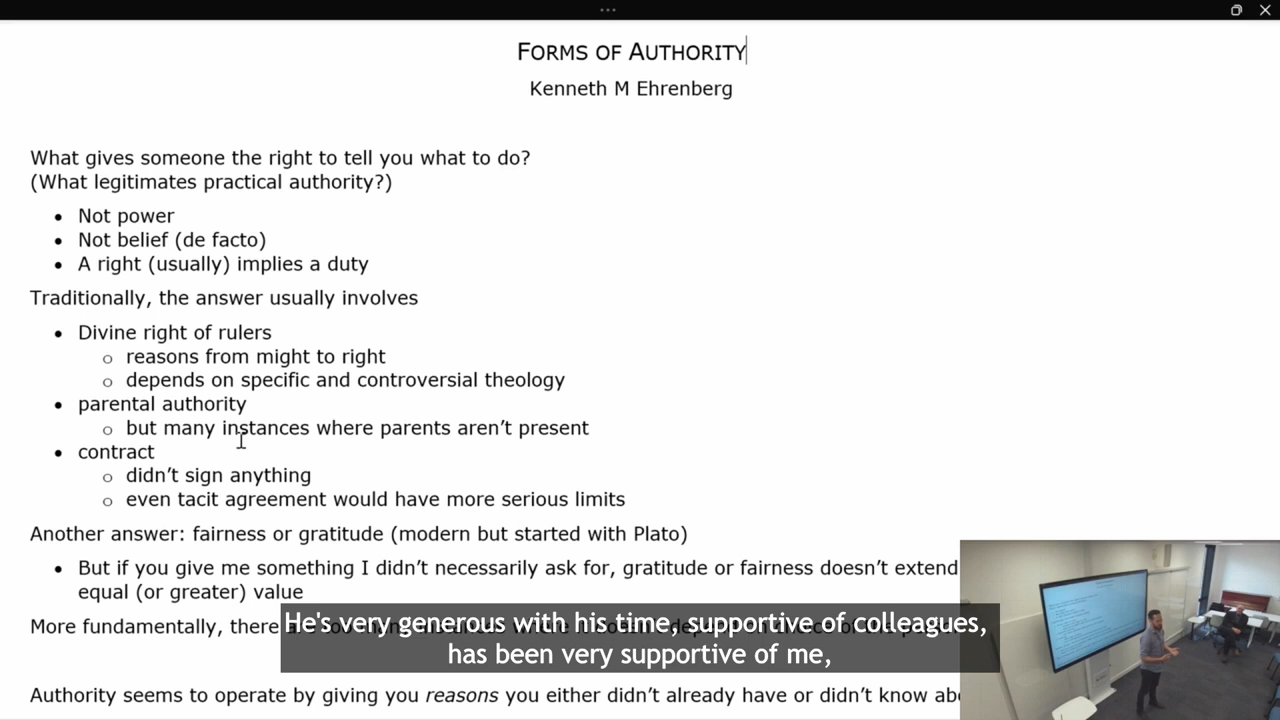 FORMS OF AUTHORITY
Kenneth M Ehrenberg
What gives someone the right to tell you what to do?
(What legitimates practical authority?)
• Not power
• Not belief (de facto)
• A right (usually) implies a duty
Traditionally, the answer usually involves
• Divine right of rulers
o reasons from might to right
o depends on specific and controversial theology
• parental authority
o but many instances where parents aren't present
• contract
o didn't sign anything
o even tacit agreement would have more serious limits
Another answer: fairness or gratitude (modern but started with Plato)
• But if you give me something I didn't necessarily ask for, gratitude or fairness doesn't extend
equal (or greater) value
More fundamentally, there
He's very generous with his time, supportive of colleagues,
has been very supportive of me,
Authority seems to operate by giving you reasons you either didn't already have or didn't know